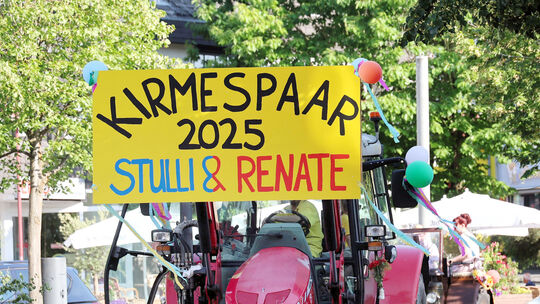 KIRMESPAAR
2025
STULLI & RENATE